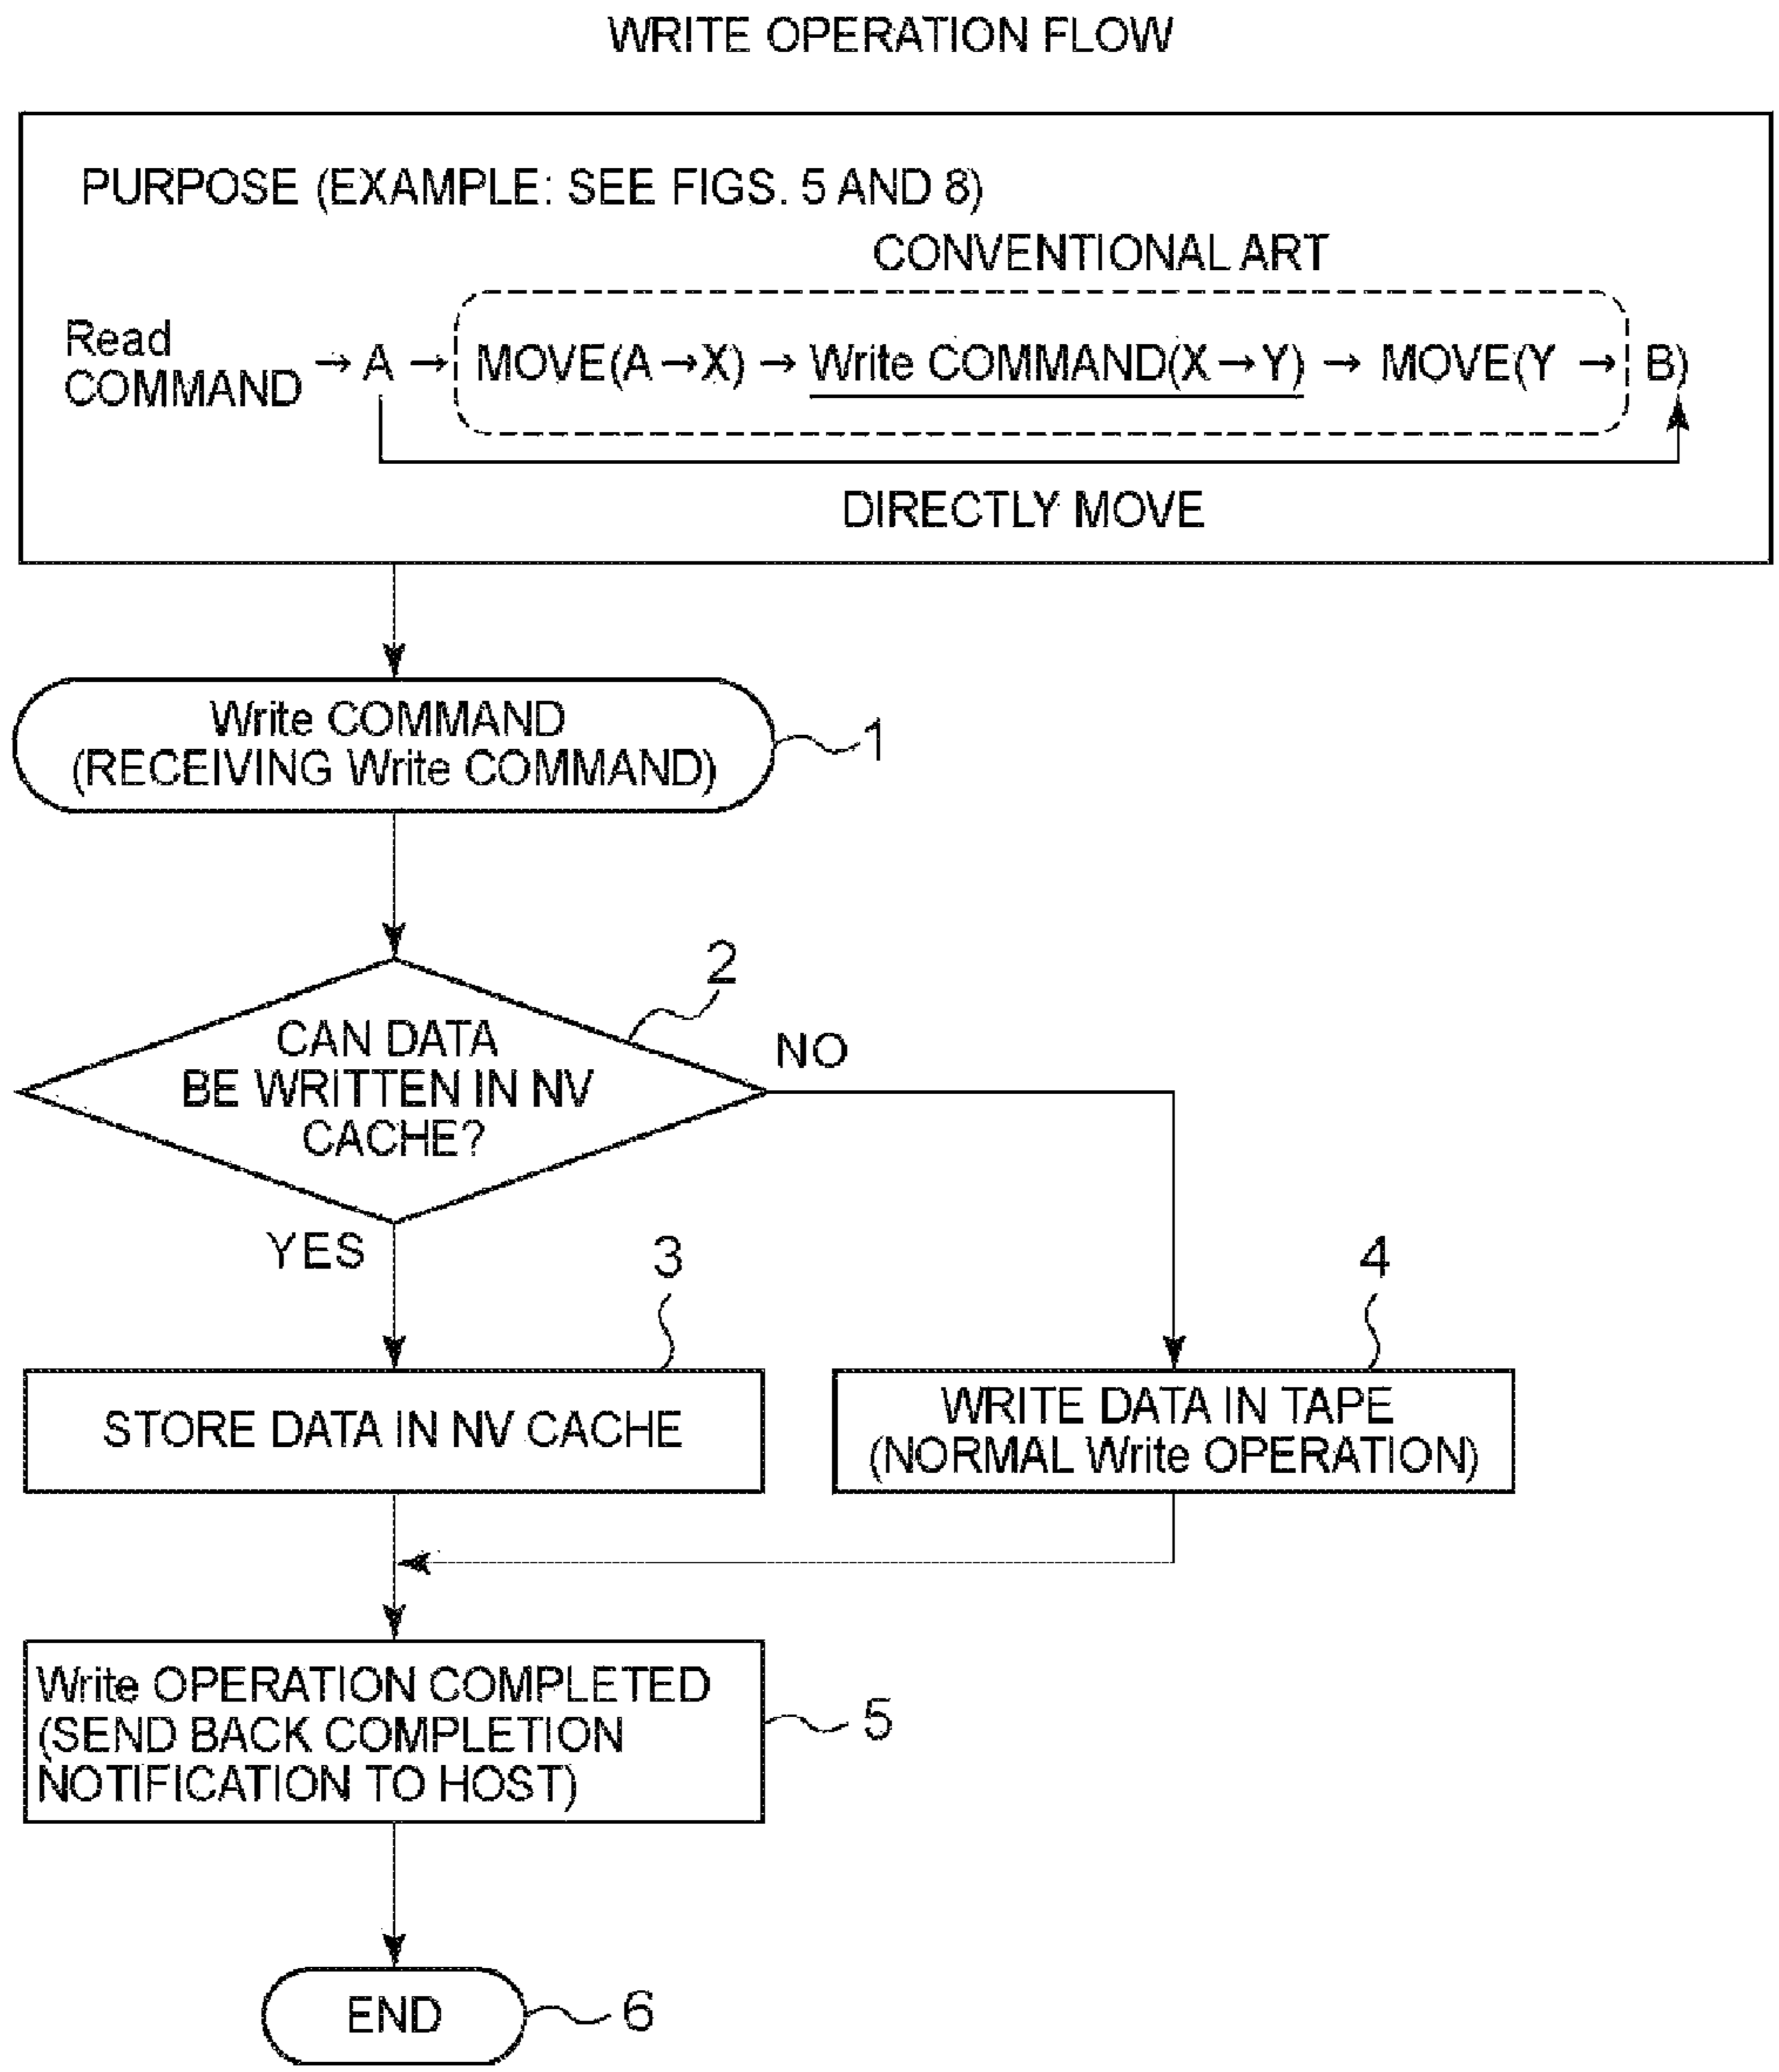 WRITE OPERATION FLOW
PURPOSE (EXAMPLE: SEE FIGS. 5 AND 8)
CONVENTIONAL ART
Read
COMMAND
→ A → MOVE(A→X) → Write COMMAND(X→Y) → MOVE(Y → B)
DIRECTLY MOVE
Write COMMAND
(RECEIVING Write COMMAND)
1
2
CAN DATA
BE WRITTEN IN NV
CACHE?
NO
YES
3
4
STORE DATA IN NV CACHE
WRITE DATA IN TAPE
(NORMAL Write OPERATION)
Write OPERATION COMPLETED
(SEND BACK COMPLETION
NOTIFICATION TO HOST)
5
END
6